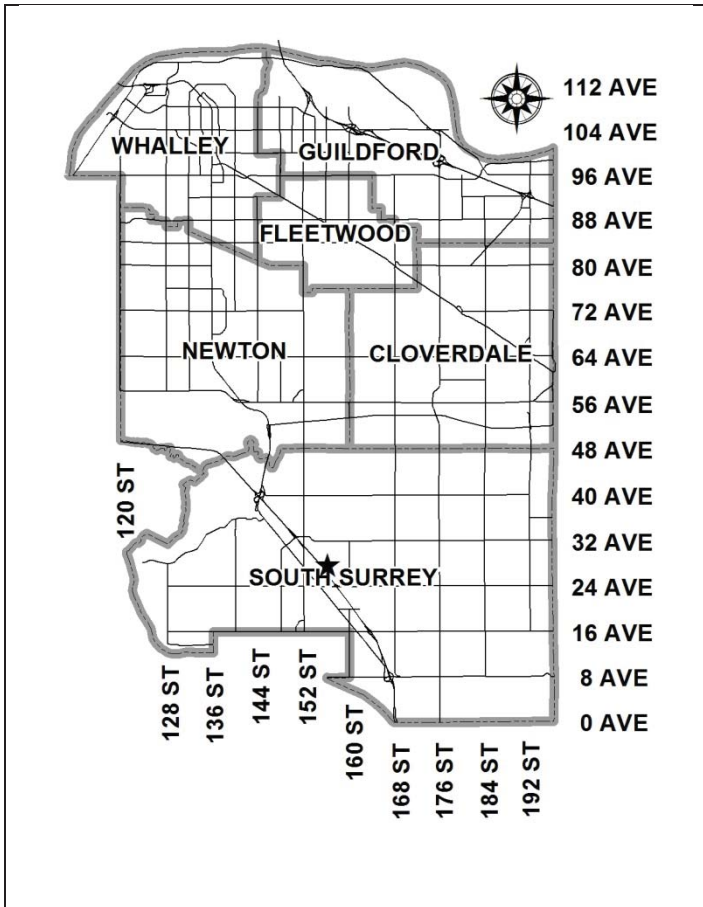 112 AVE
104 AVE
WHALLEY
GUILDFORD
96 AVE
88 AVE
FLEETWOOD
80 AVE
72 AVE
NEWTON
CLOVERDALE
64 AVE
56 AVE
48 AVE
120 ST
40 AVE
32 AVE
SOUTH SURREY
24 AVE
16 AVE
128 ST
136 ST
144 ST
152 ST
8 AVE
160 ST
0 AVE
168 ST
176 ST
184 ST
192 ST